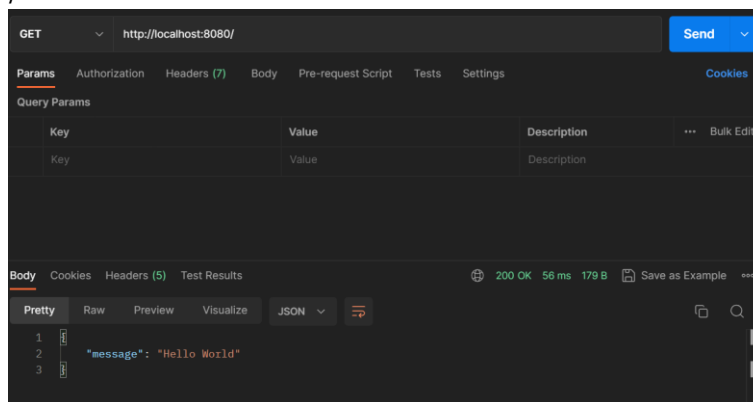 GET http://localhost:8080/ Send
Params Authorization Headers (7) Body Pre-request Script Tests Settings Cookies
Query Params
Key Value Description ••• Bulk Edit
Key Value Description
Body Cookies Headers (5) Test Results 200 OK 56 ms 179 B Save as Example
Pretty Raw Preview Visualize JSON
1 {
2 "message": "Hello World"
3 }